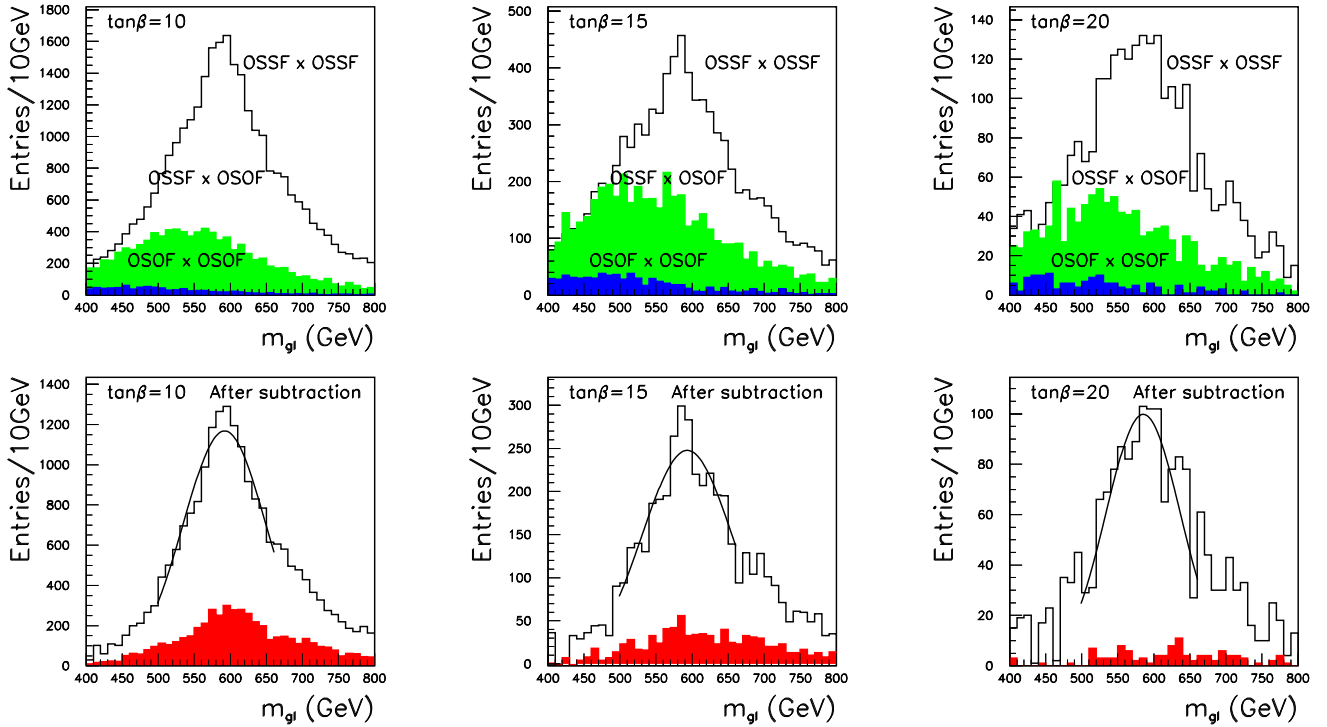 Entries/10GeV
tanβ=10
OSSF x OSSF
OSSF x OSOF
OSOF x OSOF
0
200
400
600
800
1000
1200
1400
1600
1800
400 450 500 550 600 650 700 750 800
m_gl (GeV)
Entries/10GeV
tanβ=15
OSSF x OSSF
OSSF x OSOF
OSOF x OSOF
0
100
200
300
400
500
400 450 500 550 600 650 700 750 800
m_gl (GeV)
Entries/10GeV
tanβ=20
OSSF x OSSF
OSSF x OSOF
OSOF x OSOF
0
20
40
60
80
100
120
140
400 450 500 550 600 650 700 750 800
m_gl (GeV)
Entries/10GeV
tanβ=10 After subtraction
0
200
400
600
800
1000
1200
1400
400 450 500 550 600 650 700 750 800
m_gl (GeV)
Entries/10GeV
tanβ=15 After subtraction
0
50
100
150
200
250
300
400 450 500 550 600 650 700 750 800
m_gl (GeV)
Entries/10GeV
tanβ=20 After subtraction
0
20
40
60
80
100
400 450 500 550 600 650 700 750 800
m_gl (GeV)